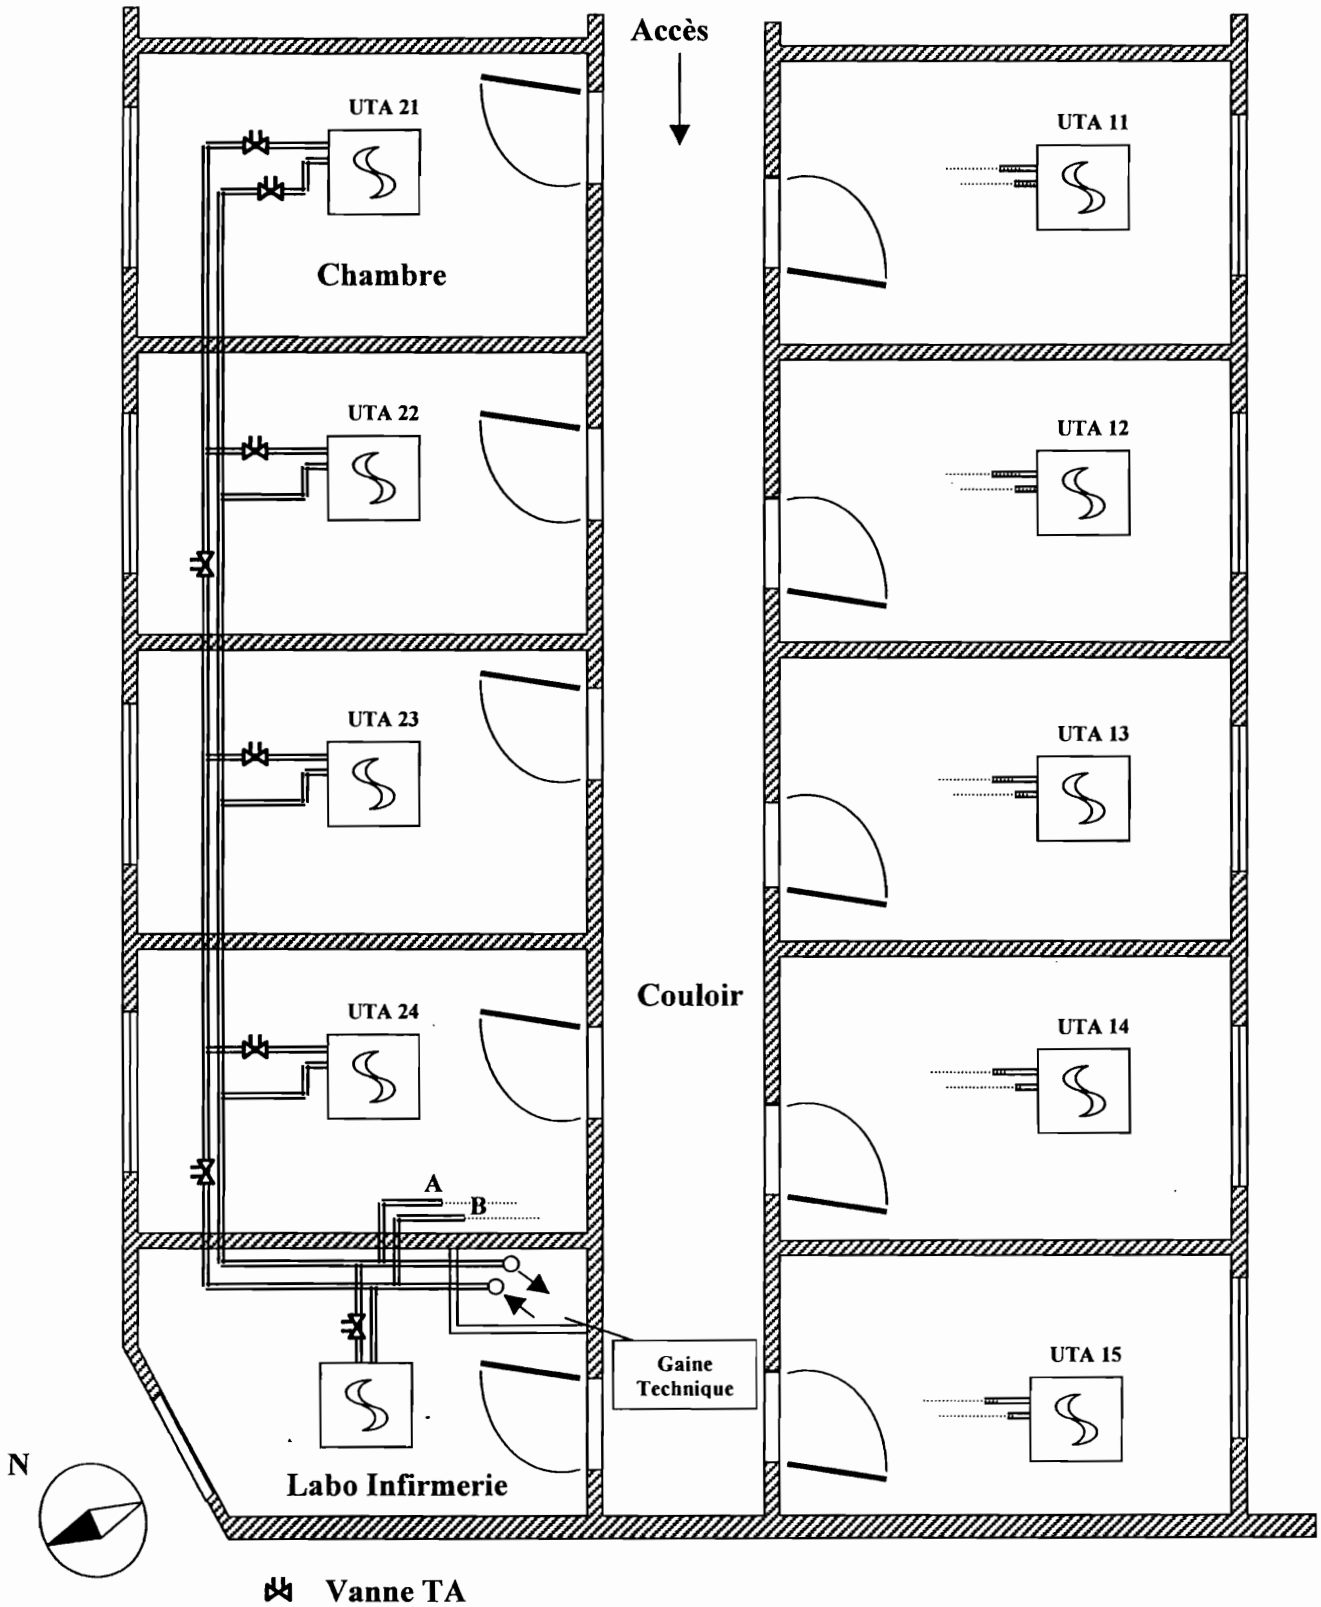 Accès
UTA 21
UTA 11
Chambre
UTA 22
UTA 12
UTA 23
UTA 13
Couloir
UTA 24
UTA 14
A
B
Gaine
Technique
UTA 15
N
Labo Infirmerie
Vanne TA